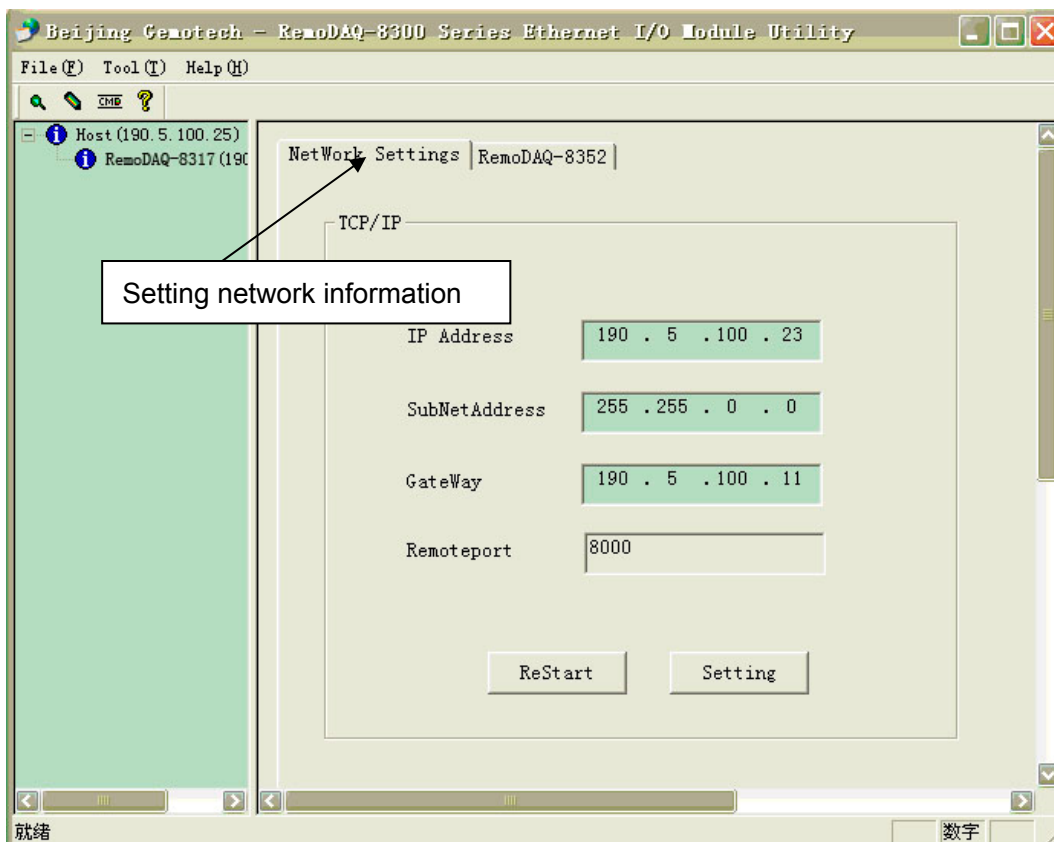 Beijing Gemotech - RemoDAQ-8300 Series Ethernet I/O Module Utility
File(F) Tool(T) Help(H)
CMD ?
Host(190.5.100.25)
RemoDAQ-8317(190
NetWork Settings RemoDAQ-8352
TCP/IP
Setting network information
IP Address 190 . 5 .100 . 23
SubNetAddress 255 .255 . 0 . 0
GateWay 190 . 5 .100 . 11
Remoteport 8000
ReStart Setting
就绪 数字